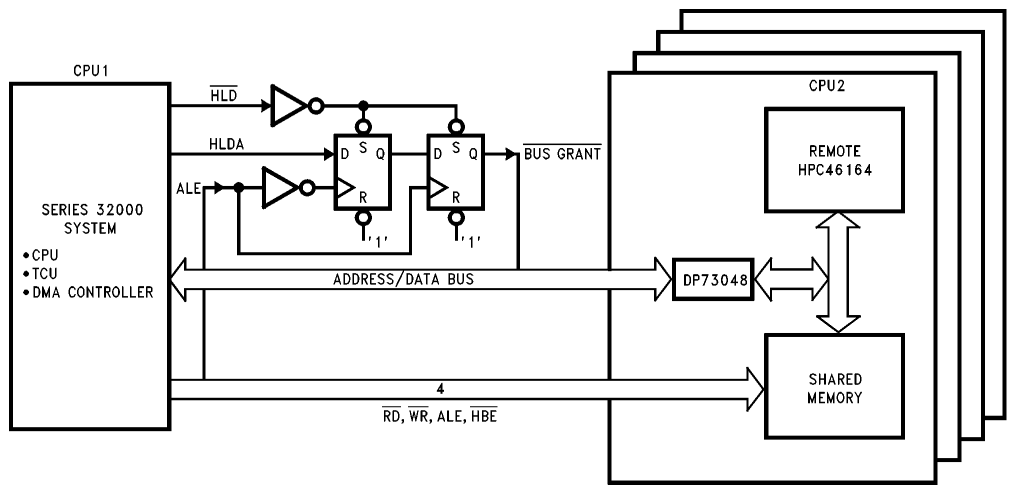 CPU1
CPU2
HLD
HLDA
ALE
D S Q
R
'1'
D S Q
R
'1'
BUS GRANT
REMOTE
HPC46164
SERIES 32000
SYSTEM
• CPU
• TCU
• DMA CONTROLLER
ADDRESS/DATA BUS
DP73048
4
RD, WR, ALE, HBE
SHARED
MEMORY